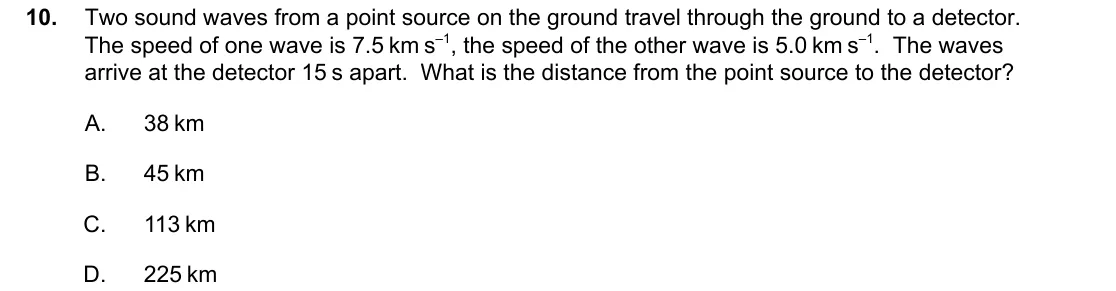 10. Two sound waves from a point source on the ground travel through the ground to a detector.
The speed of one wave is 7.5 km s⁻¹, the speed of the other wave is 5.0 km s⁻¹. The waves
arrive at the detector 15 s apart. What is the distance from the point source to the detector?
A. 38 km
B. 45 km
C. 113 km
D. 225 km